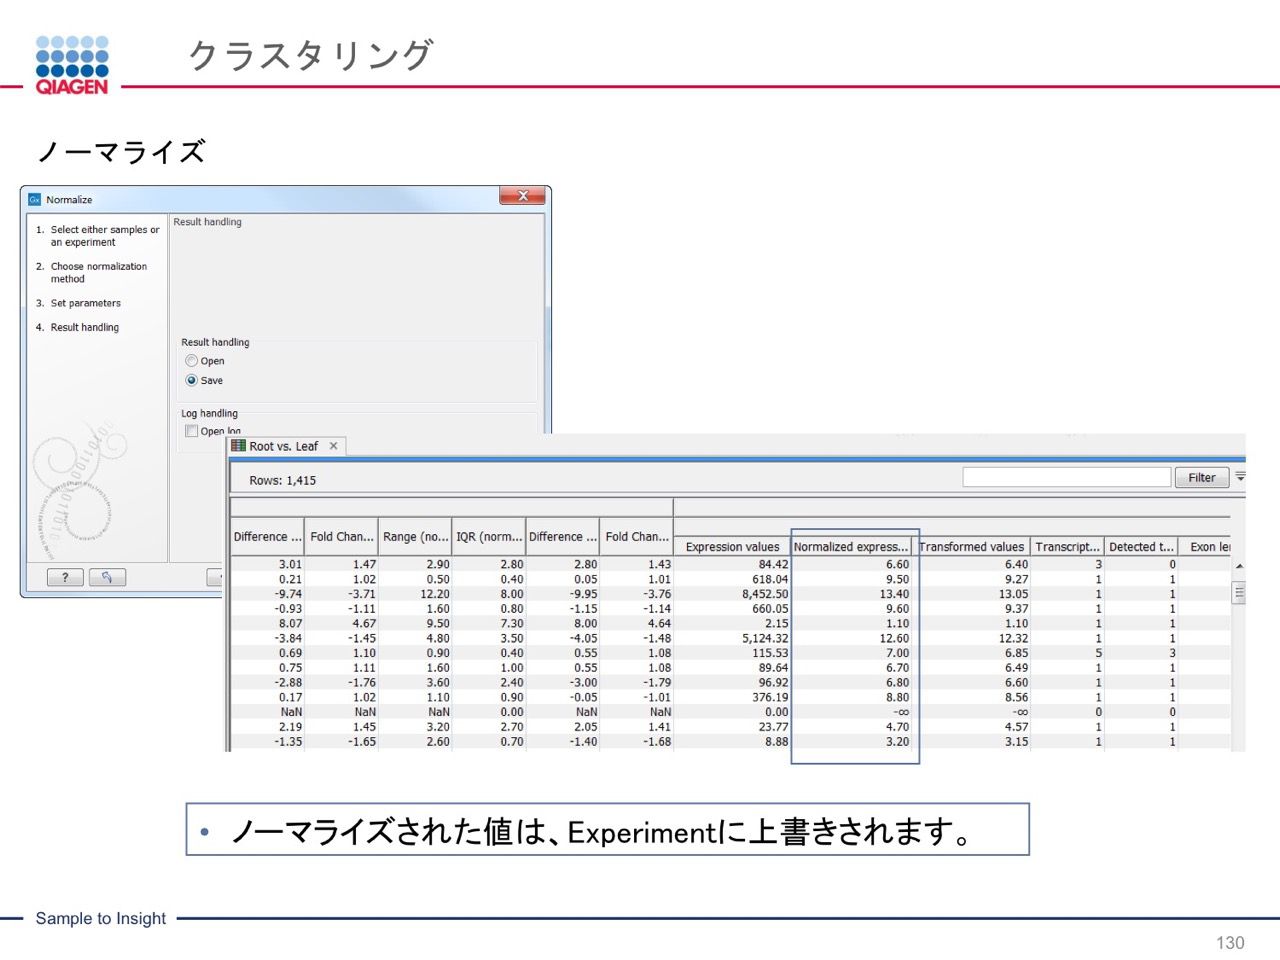 QIAGEN
クラスタリング
ノーマライズ
Normalize
1. Select either samples or
an experiment
2. Choose normalization
method
3. Set parameters
4. Result handling
Result handling
Result handling
Open
Save
Log handling
Open log
?
Root vs. Leaf
Rows: 1,415
Filter
Difference ... Fold Chan... Range (no... IQR (norm... Difference ... Fold Chan... Expression values Normalized express... Transformed values Transcript... Detected t... Exon le
3.01 1.47 2.90 2.80 2.80 1.43 84.42 6.60 6.40 3 0
0.21 1.02 0.50 0.40 0.05 1.01 618.04 9.50 9.27 1 1
-9.74 -3.71 12.20 8.00 -9.95 -3.76 8,452.50 13.40 13.05 1 1
-0.93 -1.11 1.60 0.80 -1.15 -1.14 660.05 9.60 9.37 1 1
8.07 4.67 9.50 7.30 8.00 4.64 2.15 1.10 1.10 1 1
-3.84 -1.45 4.80 3.50 -4.05 -1.48 5,124.32 12.60 12.32 1 1
0.69 1.10 0.90 0.40 0.55 1.08 115.53 7.00 6.85 5 3
0.75 1.11 1.60 1.00 0.55 1.08 89.64 6.70 6.49 1 1
-2.88 -1.76 3.60 2.40 -3.00 -1.79 96.92 6.80 6.60 1 1
0.17 1.02 1.10 0.90 -0.05 -1.01 376.19 8.80 8.56 1 1
NaN NaN NaN 0.00 NaN NaN 0.00 -∞ -∞ 0 0
2.19 1.45 3.20 2.70 2.05 1.41 23.77 4.70 4.57 1 1
-1.35 -1.65 2.60 0.70 -1.40 -1.68 8.88 3.20 3.15 1 1
• ノーマライズされた値は、Experimentに上書きされます。
Sample to Insight
130